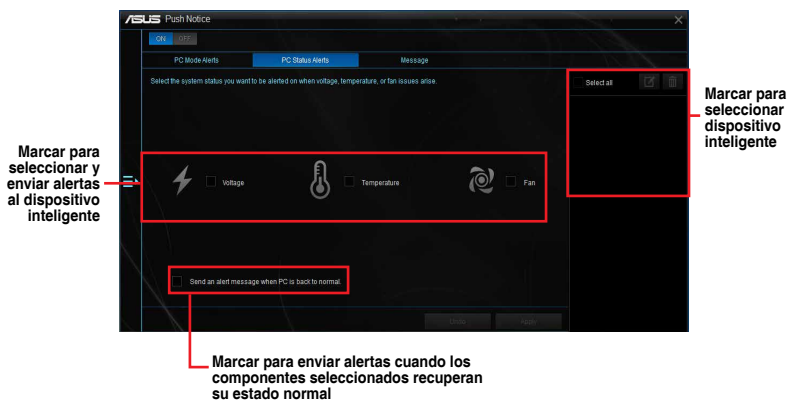 ASUS Push Notice
ON OFF
PC Mode Alerts PC Status Alerts Message
Select the system status you want to be alerted on when voltage, temperature, or fan issues arise.
Select all
Voltage Temperature Fan
Send an alert message when PC is back to normal.
Undo Apply
Marcar para
seleccionar y
enviar alertas
al dispositivo
inteligente
Marcar para
seleccionar
dispositivo
inteligente
Marcar para enviar alertas cuando los
componentes seleccionados recuperan
su estado normal